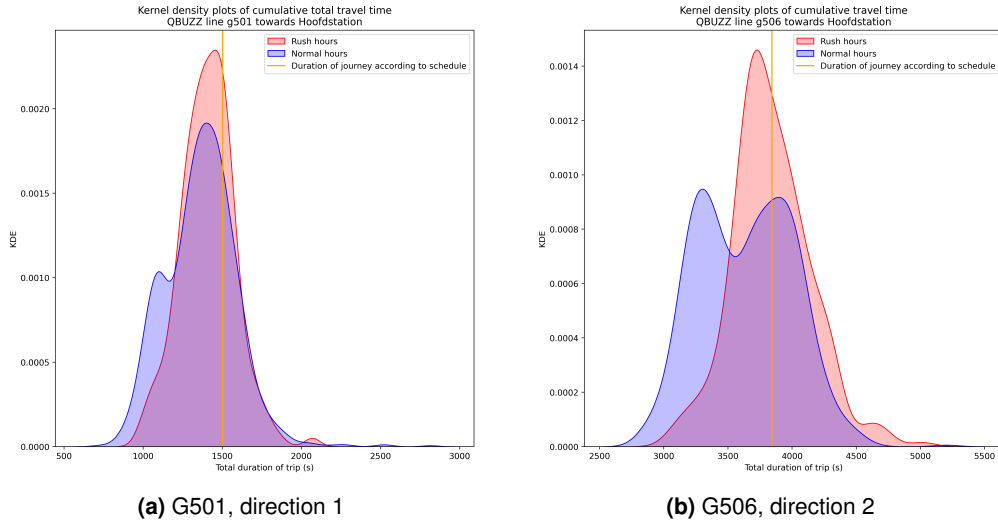 Kernel density plots of cumulative total travel time
QBUZZ line g501 towards Hoofdstation
Rush hours
Normal hours
Duration of journey according to schedule
KDE
0.0020
0.0015
0.0010
0.0005
0.0000
500
1000
1500
2000
2500
3000
Total duration of trip (s)
(a) G501, direction 1
Kernel density plots of cumulative travel time
QBUZZ line g506 towards Hoofdstation
Rush hours
Normal hours
Duration of journey according to schedule
KDE
0.0014
0.0012
0.0010
0.0008
0.0006
0.0004
0.0002
0.0000
2500
3000
3500
4000
4500
5000
5500
Total duration of trip (s)
(b) G506, direction 2